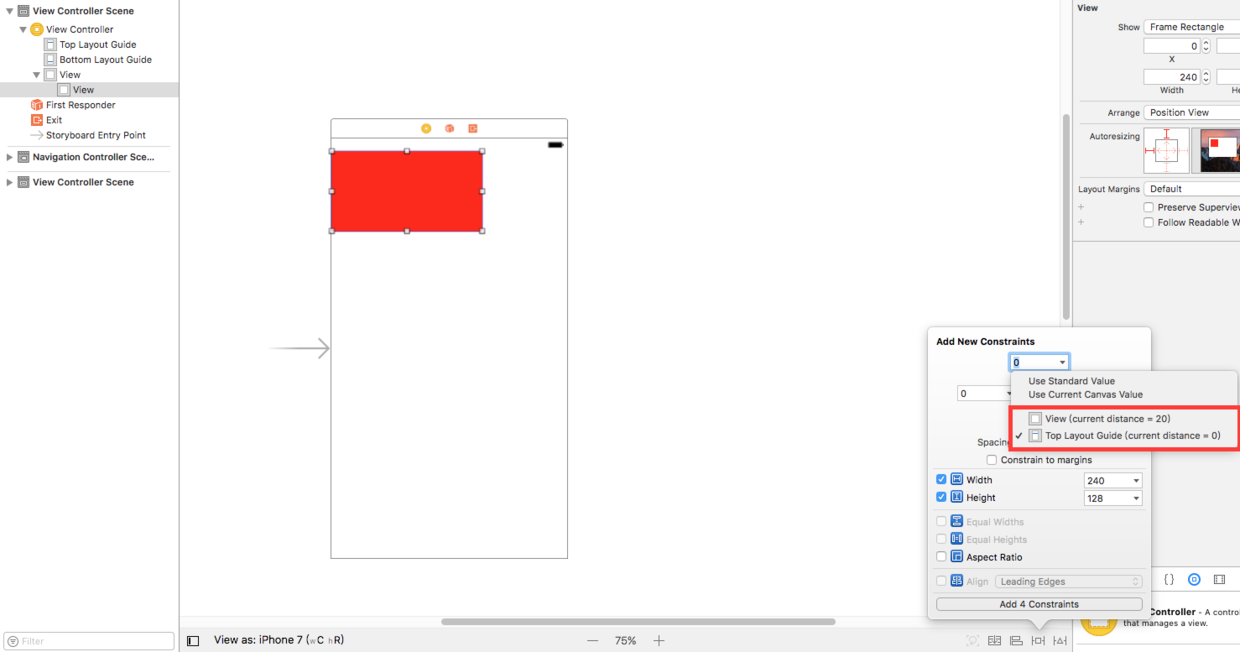 View Controller Scene
View Controller
Top Layout Guide
Bottom Layout Guide
View
View
First Responder
Exit
Storyboard Entry Point
Navigation Controller Sce...
View Controller Scene
Filter
View as: iPhone 7 (wC hR)
75%
View
Show Frame Rectangle
0
X
240
Width He
Arrange Position View
Autoresizing
Layout Margins Default
Preserve Superview
Follow Readable W
Add New Constraints
0
Use Standard Value
Use Current Canvas Value
0
View (current distance = 20)
Top Layout Guide (current distance = 0)
Spacing
Constrain to margins
Width 240
Height 128
Equal Widths
Equal Heights
Aspect Ratio
Align Leading Edges
Add 4 Constraints
{}
Controller - A contro
that manages a view.